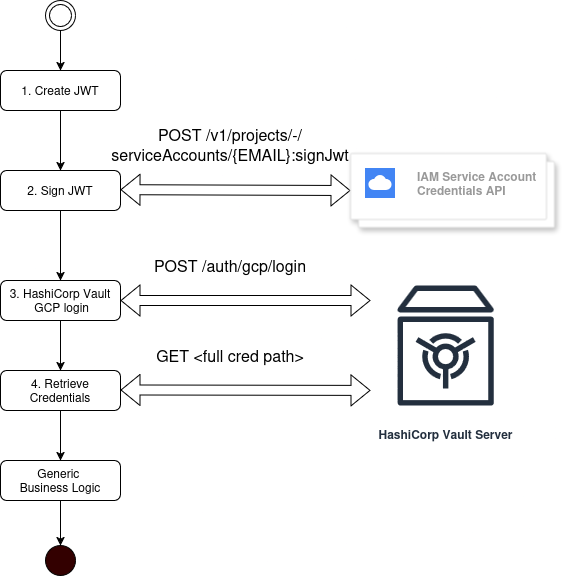 1. Create JWT
POST /v1/projects/-/
serviceAccounts/{EMAIL}:signJwt
2. Sign JWT
IAM Service Account
Credentials API
POST /auth/gcp/login
3. HashiCorp Vault
GCP login
GET <full cred path>
4. Retrieve
Credentials
HashiCorp Vault Server
Generic
Business Logic